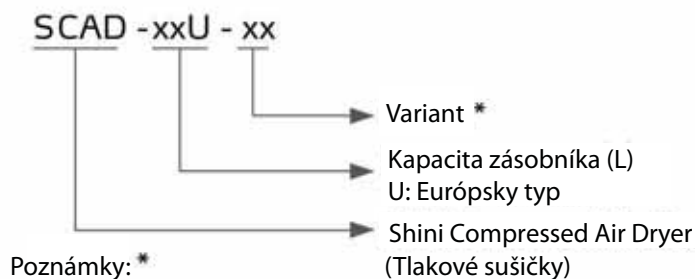 SCAD - xxU - xx
Variant *
Kapacita zásobníka (L)
U: Európsky typ
Shini Compressed Air Dryer
(Tlakové sušičky)
Poznámky: *